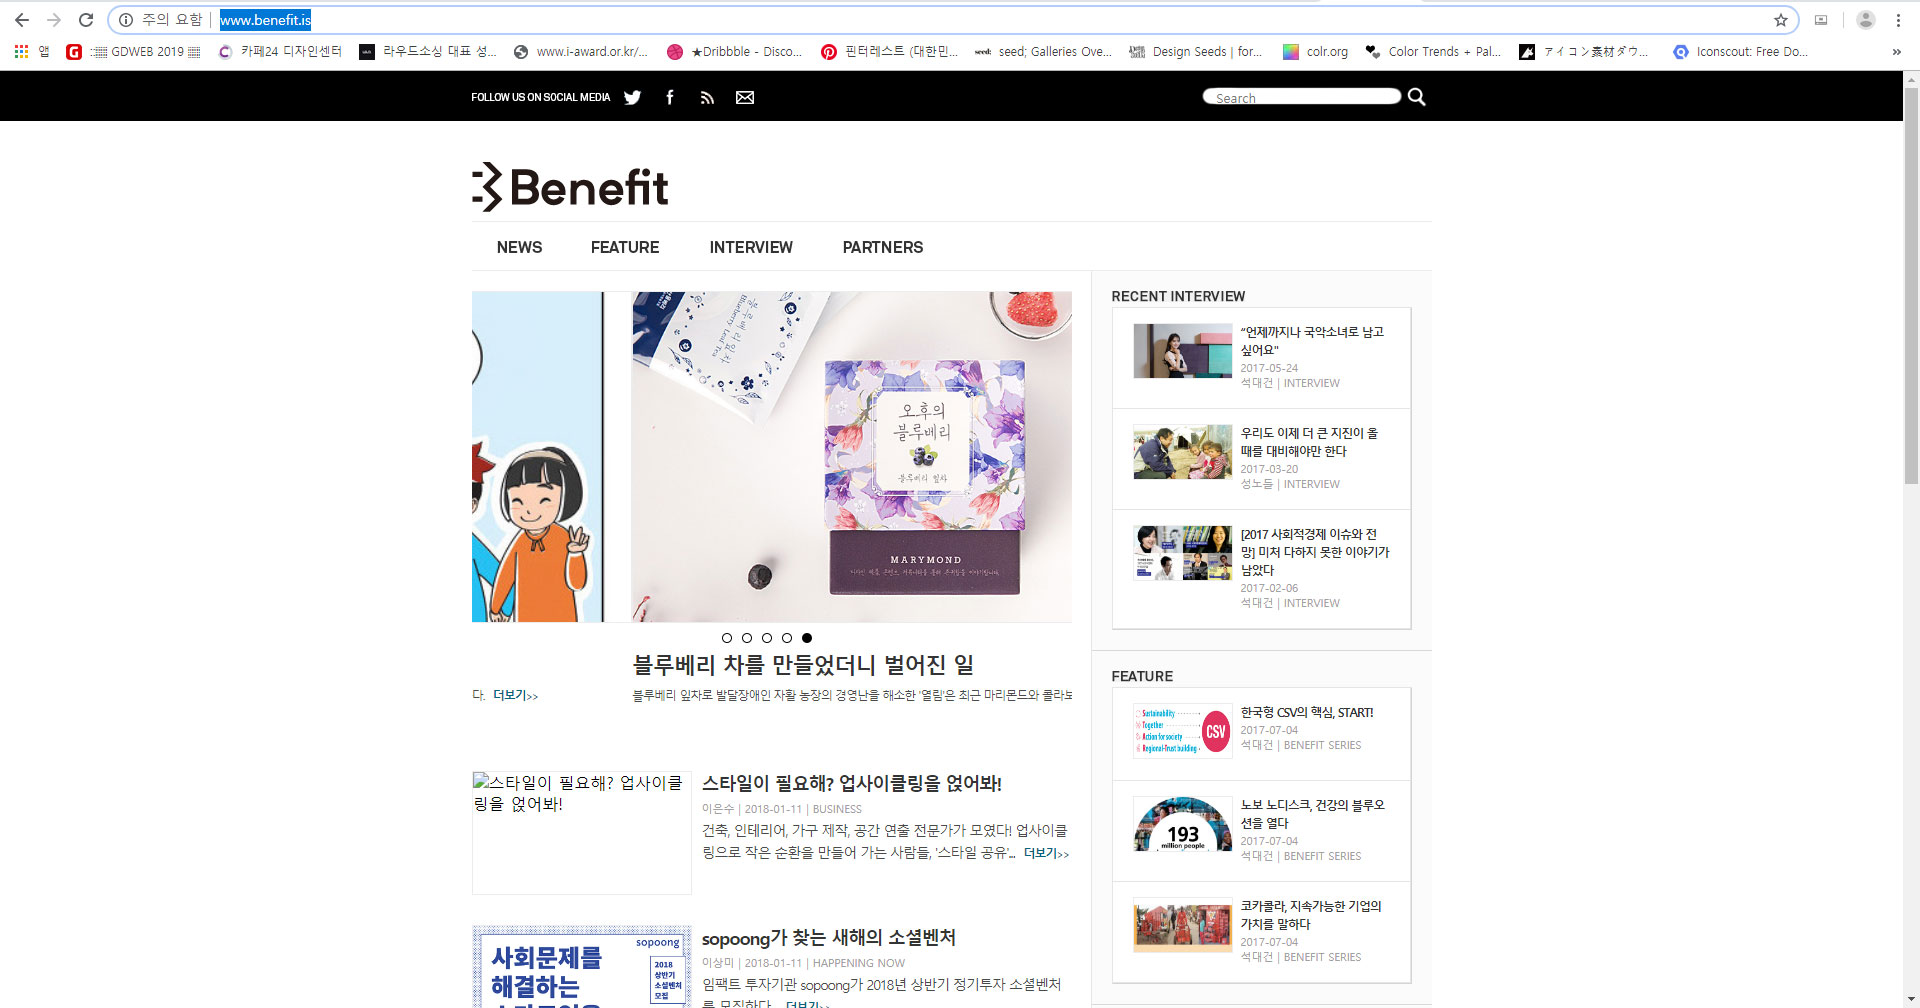 주의 요함 | www.benefit.is
앱
GDWEB 2019
카페24 디자인센터
라우드소싱 대표 성...
www.i-award.or.kr/...
★Dribbble - Disco...
핀터레스트 (대한민...
seed; Galleries Ove...
Design Seeds | for...
colr.org
Color Trends + Pal...
アイコン素材ダウ...
Iconscout: Free Do...
»
FOLLOW US ON SOCIAL MEDIA
Search
Benefit
NEWS
FEATURE
INTERVIEW
PARTNERS
Blueberry Leaf Tea
오후의
블루베리
블루베리 잎차
MARYMOND
블루베리 차를 만들었더니 벌어진 일
다. 더보기>>
블루베리 잎차로 발달장애인 자활 농장의 경영난을 해소한 '열림'은 최근 마리몬드와 콜라보
스타일이 필요해? 업사이클
링을 얹어봐!
스타일이 필요해? 업사이클링을 얹어봐!
이은수 | 2018-01-11 | BUSINESS
건축, 인테리어, 가구 제작, 공간 연출 전문가가 모였다! 업사이클
링으로 작은 순환을 만들어 가는 사람들, '스타일 공유'... 더보기>>
sopoong
사회문제를
해결하는
2018
상반기
소셜벤처
모집
sopoong가 찾는 새해의 소셜벤처
이상미 | 2018-01-11 | HAPPENING NOW
임팩트 투자기관 sopoong가 2018년 상반기 정기투자 소셜벤처
를 모집한다... 더보기>>
RECENT INTERVIEW
“언제까지나 국악소녀로 남고
싶어요"
2017-05-24
석대건 | INTERVIEW
우리도 이제 더 큰 지진이 올
때를 대비해야만 한다
2017-03-20
성노들 | INTERVIEW
[2017 사회적경제 이슈와 전
망] 미처 다하지 못한 이야기가
남았다
2017-02-06
석대건 | INTERVIEW
FEATURE
Sustainability
Together
Action for society
Regional-Trust building
CSV
한국형 CSV의 핵심, START!
2017-07-04
석대건 | BENEFIT SERIES
193
million people
노보 노디스크, 건강의 블루오
션을 열다
2017-07-04
석대건 | BENEFIT SERIES
코카콜라, 지속가능한 기업의
가치를 말하다
2017-07-04
석대건 | BENEFIT SERIES